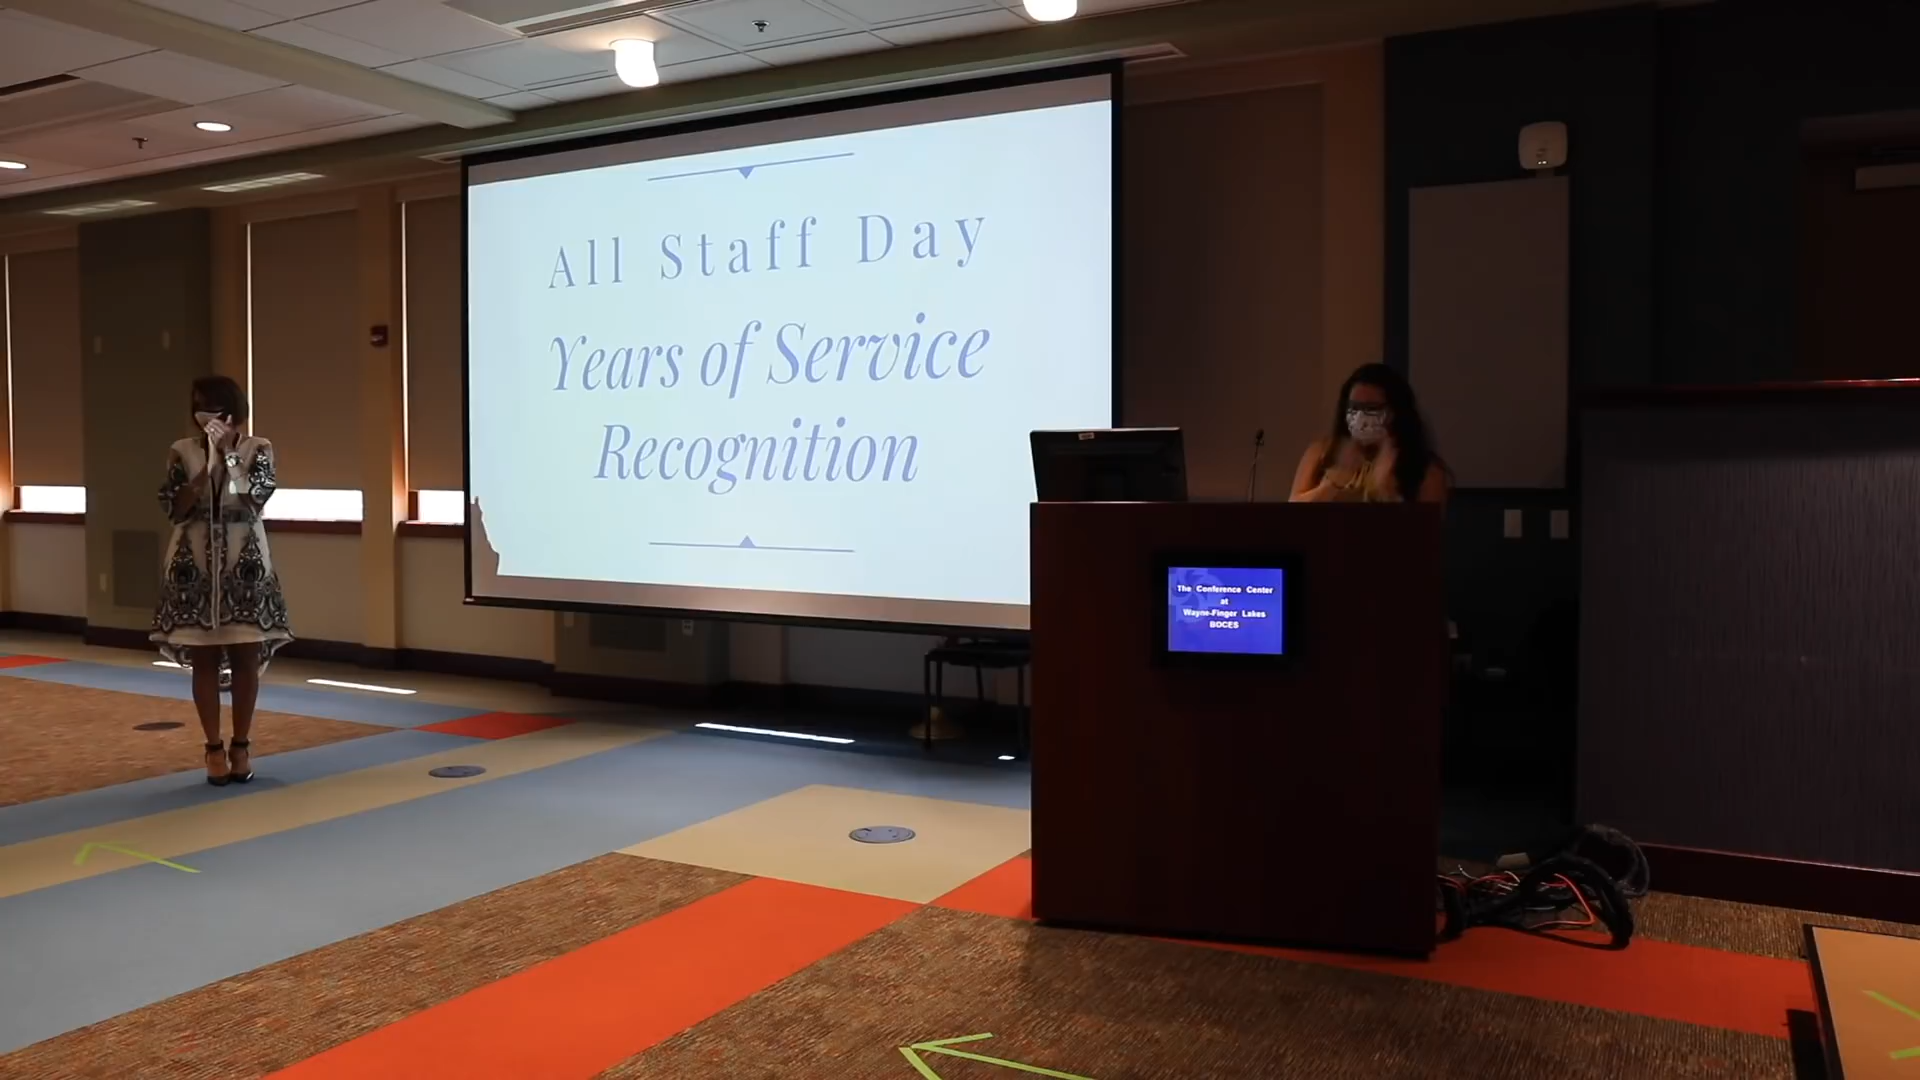 All Staff Day
Years of Service
Recognition
The Conference Center
at
Wayne-Finger Lakes
BOCES